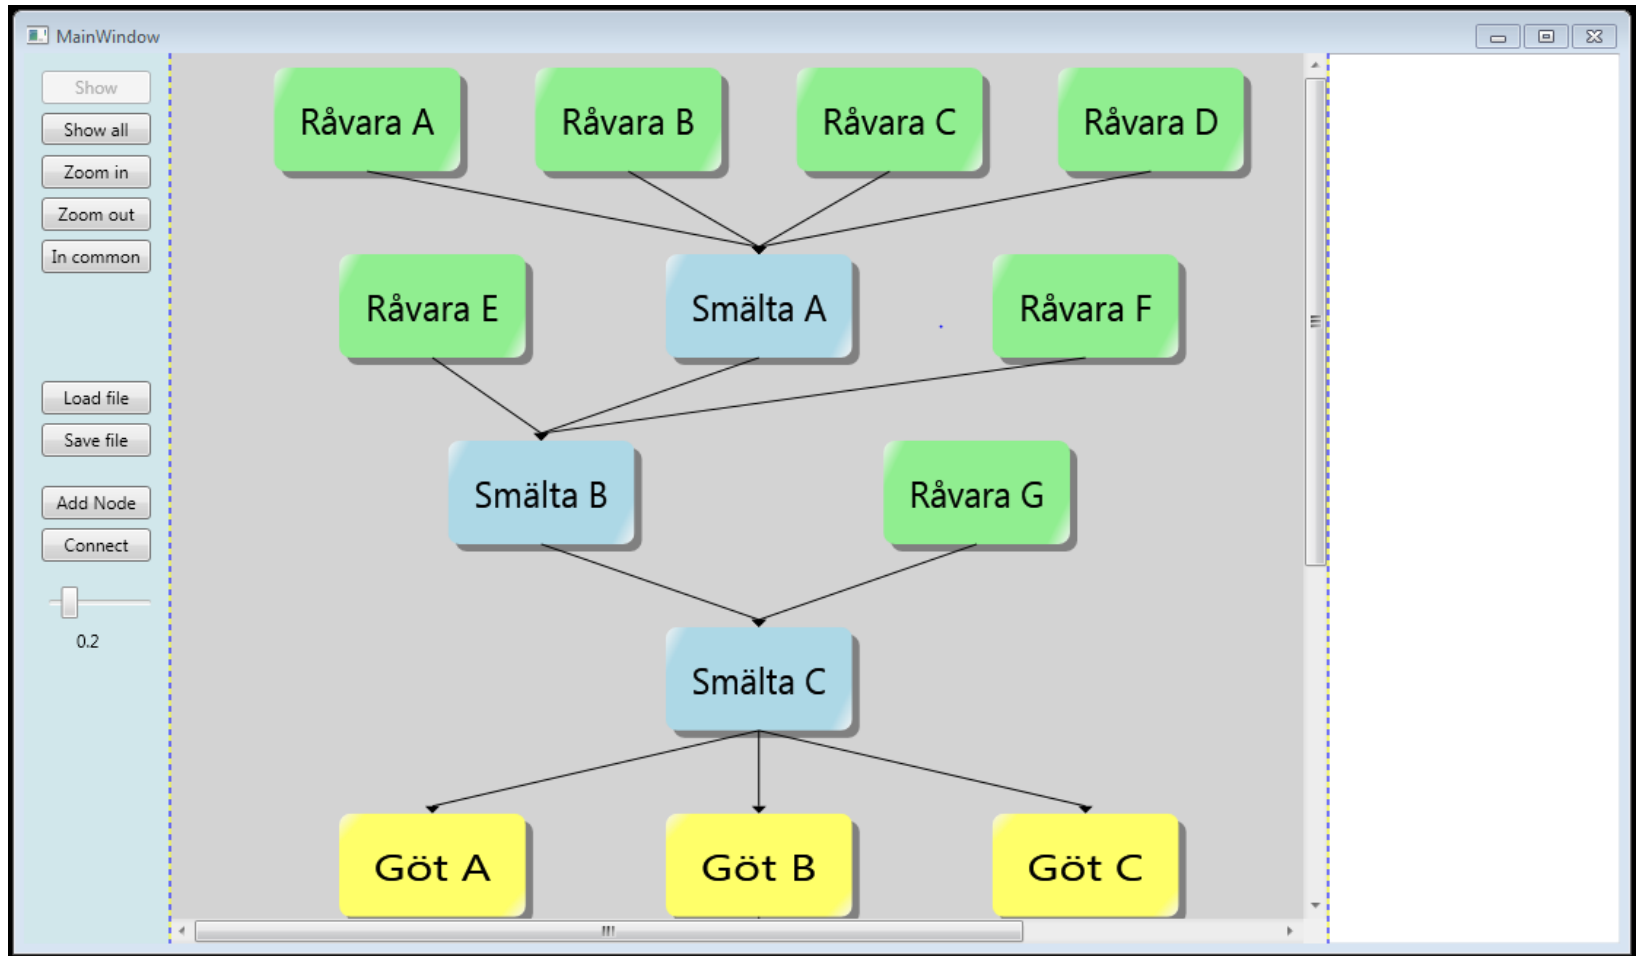 MainWindow
Show
Show all
Zoom in
Zoom out
In common
Load file
Save file
Add Node
Connect
0.2
Råvara A
Råvara B
Råvara C
Råvara D
Råvara E
Smälta A
Råvara F
Smälta B
Råvara G
Smälta C
Göt A
Göt B
Göt C